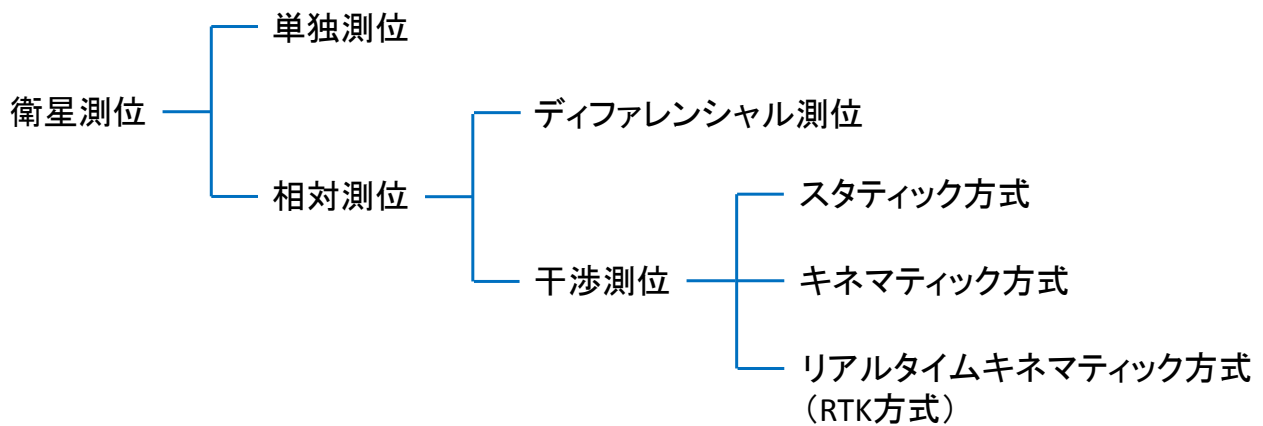 単独測位
衛星測位
ディファレンシャル測位
相対測位
スタティック方式
干渉測位
キネマティック方式
リアルタイムキネマティック方式
（RTK方式）